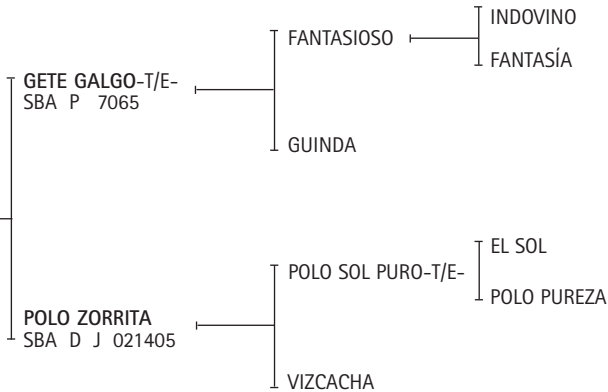 INDOVINO
FANTASIOSO
FANTASÍA
GETE GALGO-T/E-
SBA P 7065
GUINDA
EL SOL
POLO SOL PURO-T/E-
POLO PUREZA
POLO ZORRITA
SBA D J 021405
VIZCACHA